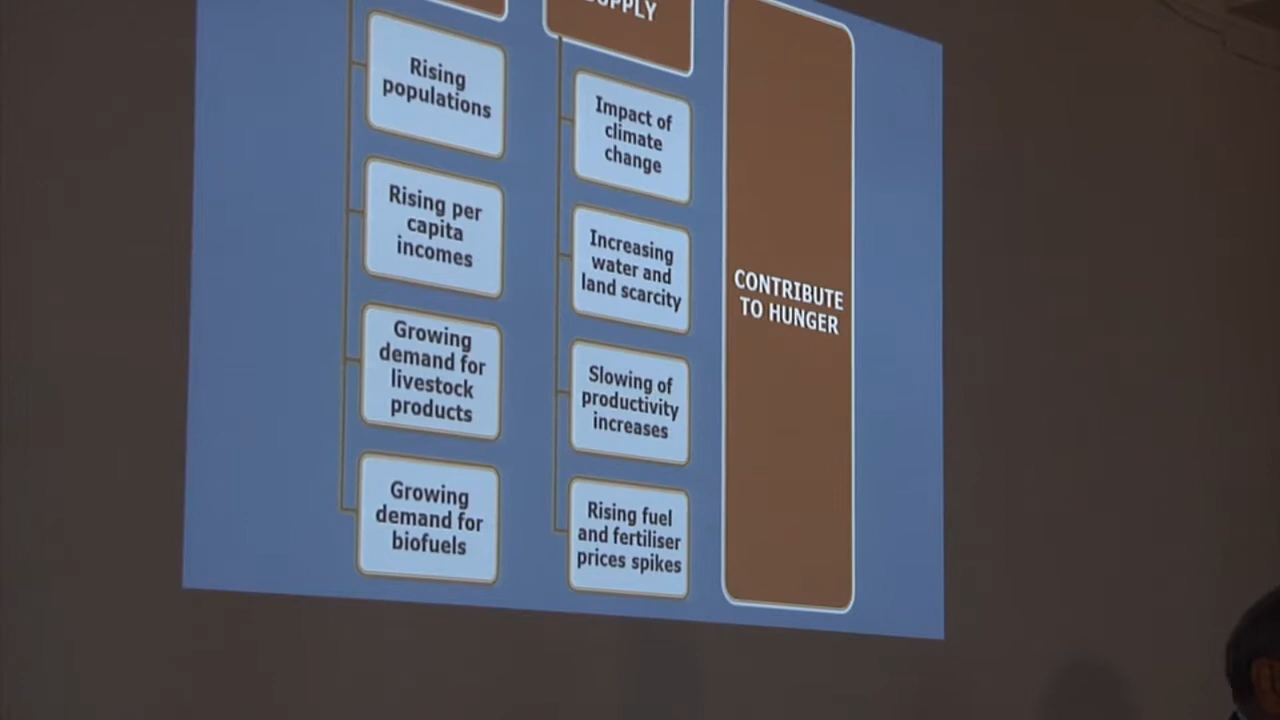 Rising
populations
Rising per
capita
incomes
Growing
demand for
livestock
products
Growing
demand for
biofuels
SUPPLY
Impact of
climate
change
Increasing
water and
land scarcity
Slowing of
productivity
increases
Rising fuel
and fertiliser
prices spikes
CONTRIBUTE
TO HUNGER